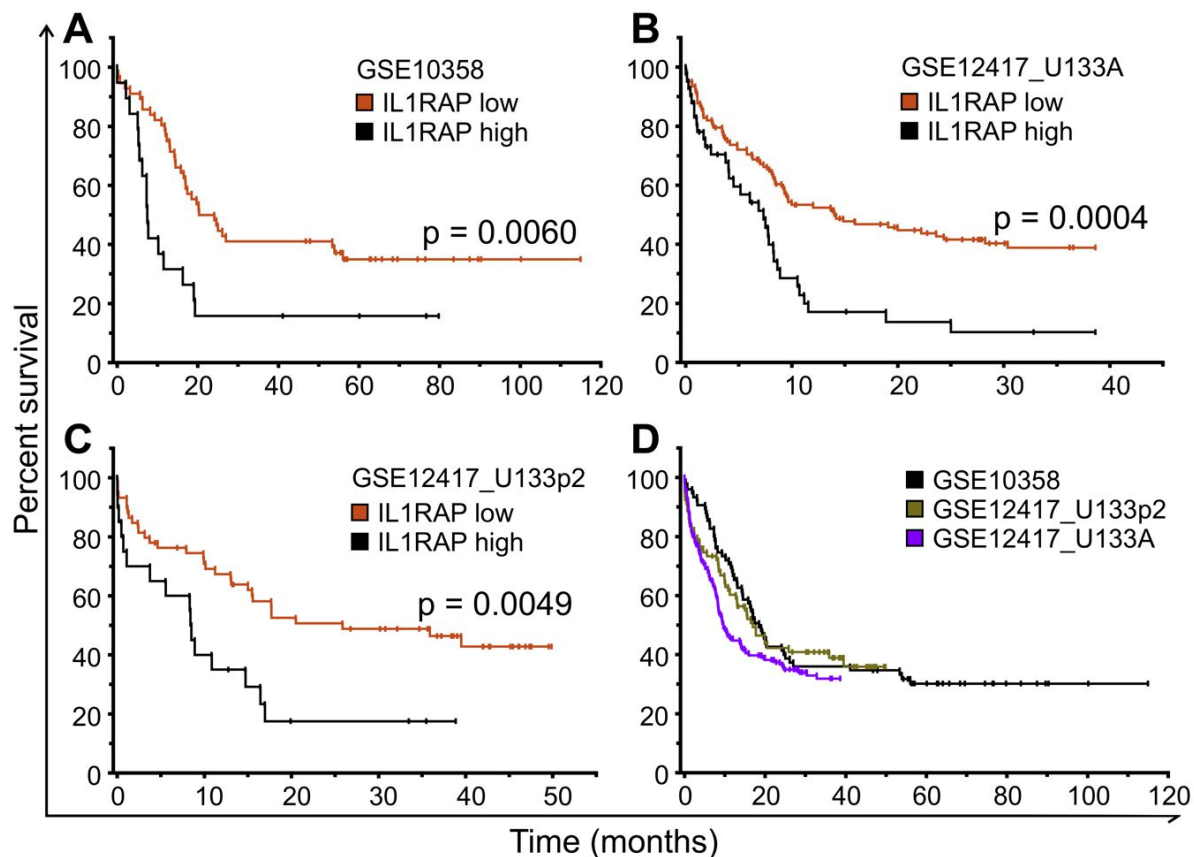 A
GSE10358
IL1RAP low
IL1RAP high
p = 0.0060
100
80
60
40
20
0
0 20 40 60 80 100 120
B
GSE12417_U133A
IL1RAP low
IL1RAP high
p = 0.0004
100
80
60
40
20
0
0 10 20 30 40
C
GSE12417_U133p2
IL1RAP low
IL1RAP high
p = 0.0049
100
80
60
40
20
0
0 10 20 30 40 50
D
GSE10358
GSE12417_U133p2
GSE12417_U133A
100
80
60
40
20
0
0 20 40 60 80 100 120
Percent survival
Time (months)